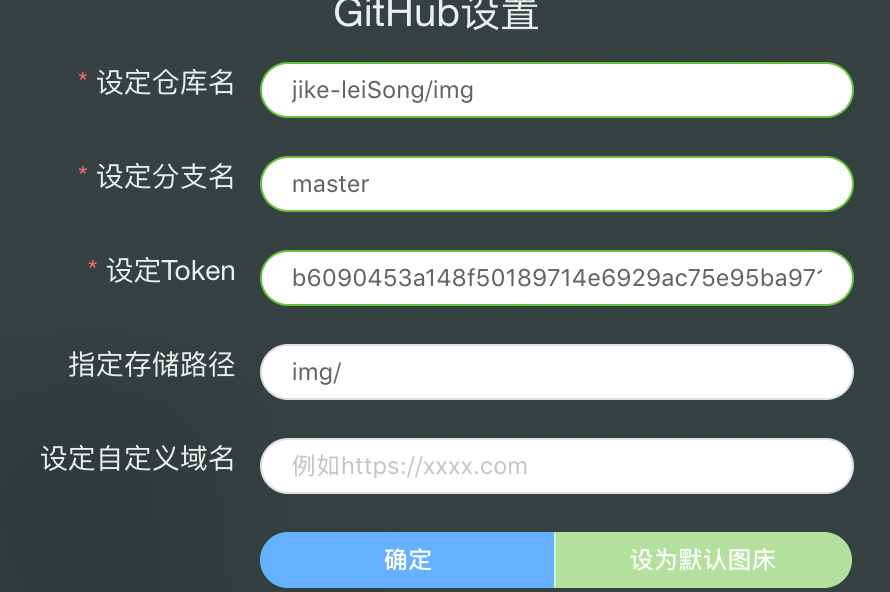 GitHub设置
* 设定仓库名
jike-leiSong/img
* 设定分支名
master
* 设定Token
b6090453a148f50189714e6929ac75e95ba97
指定存储路径
img/
设定自定义域名
例如https://xxxx.com
确定
设为默认图床